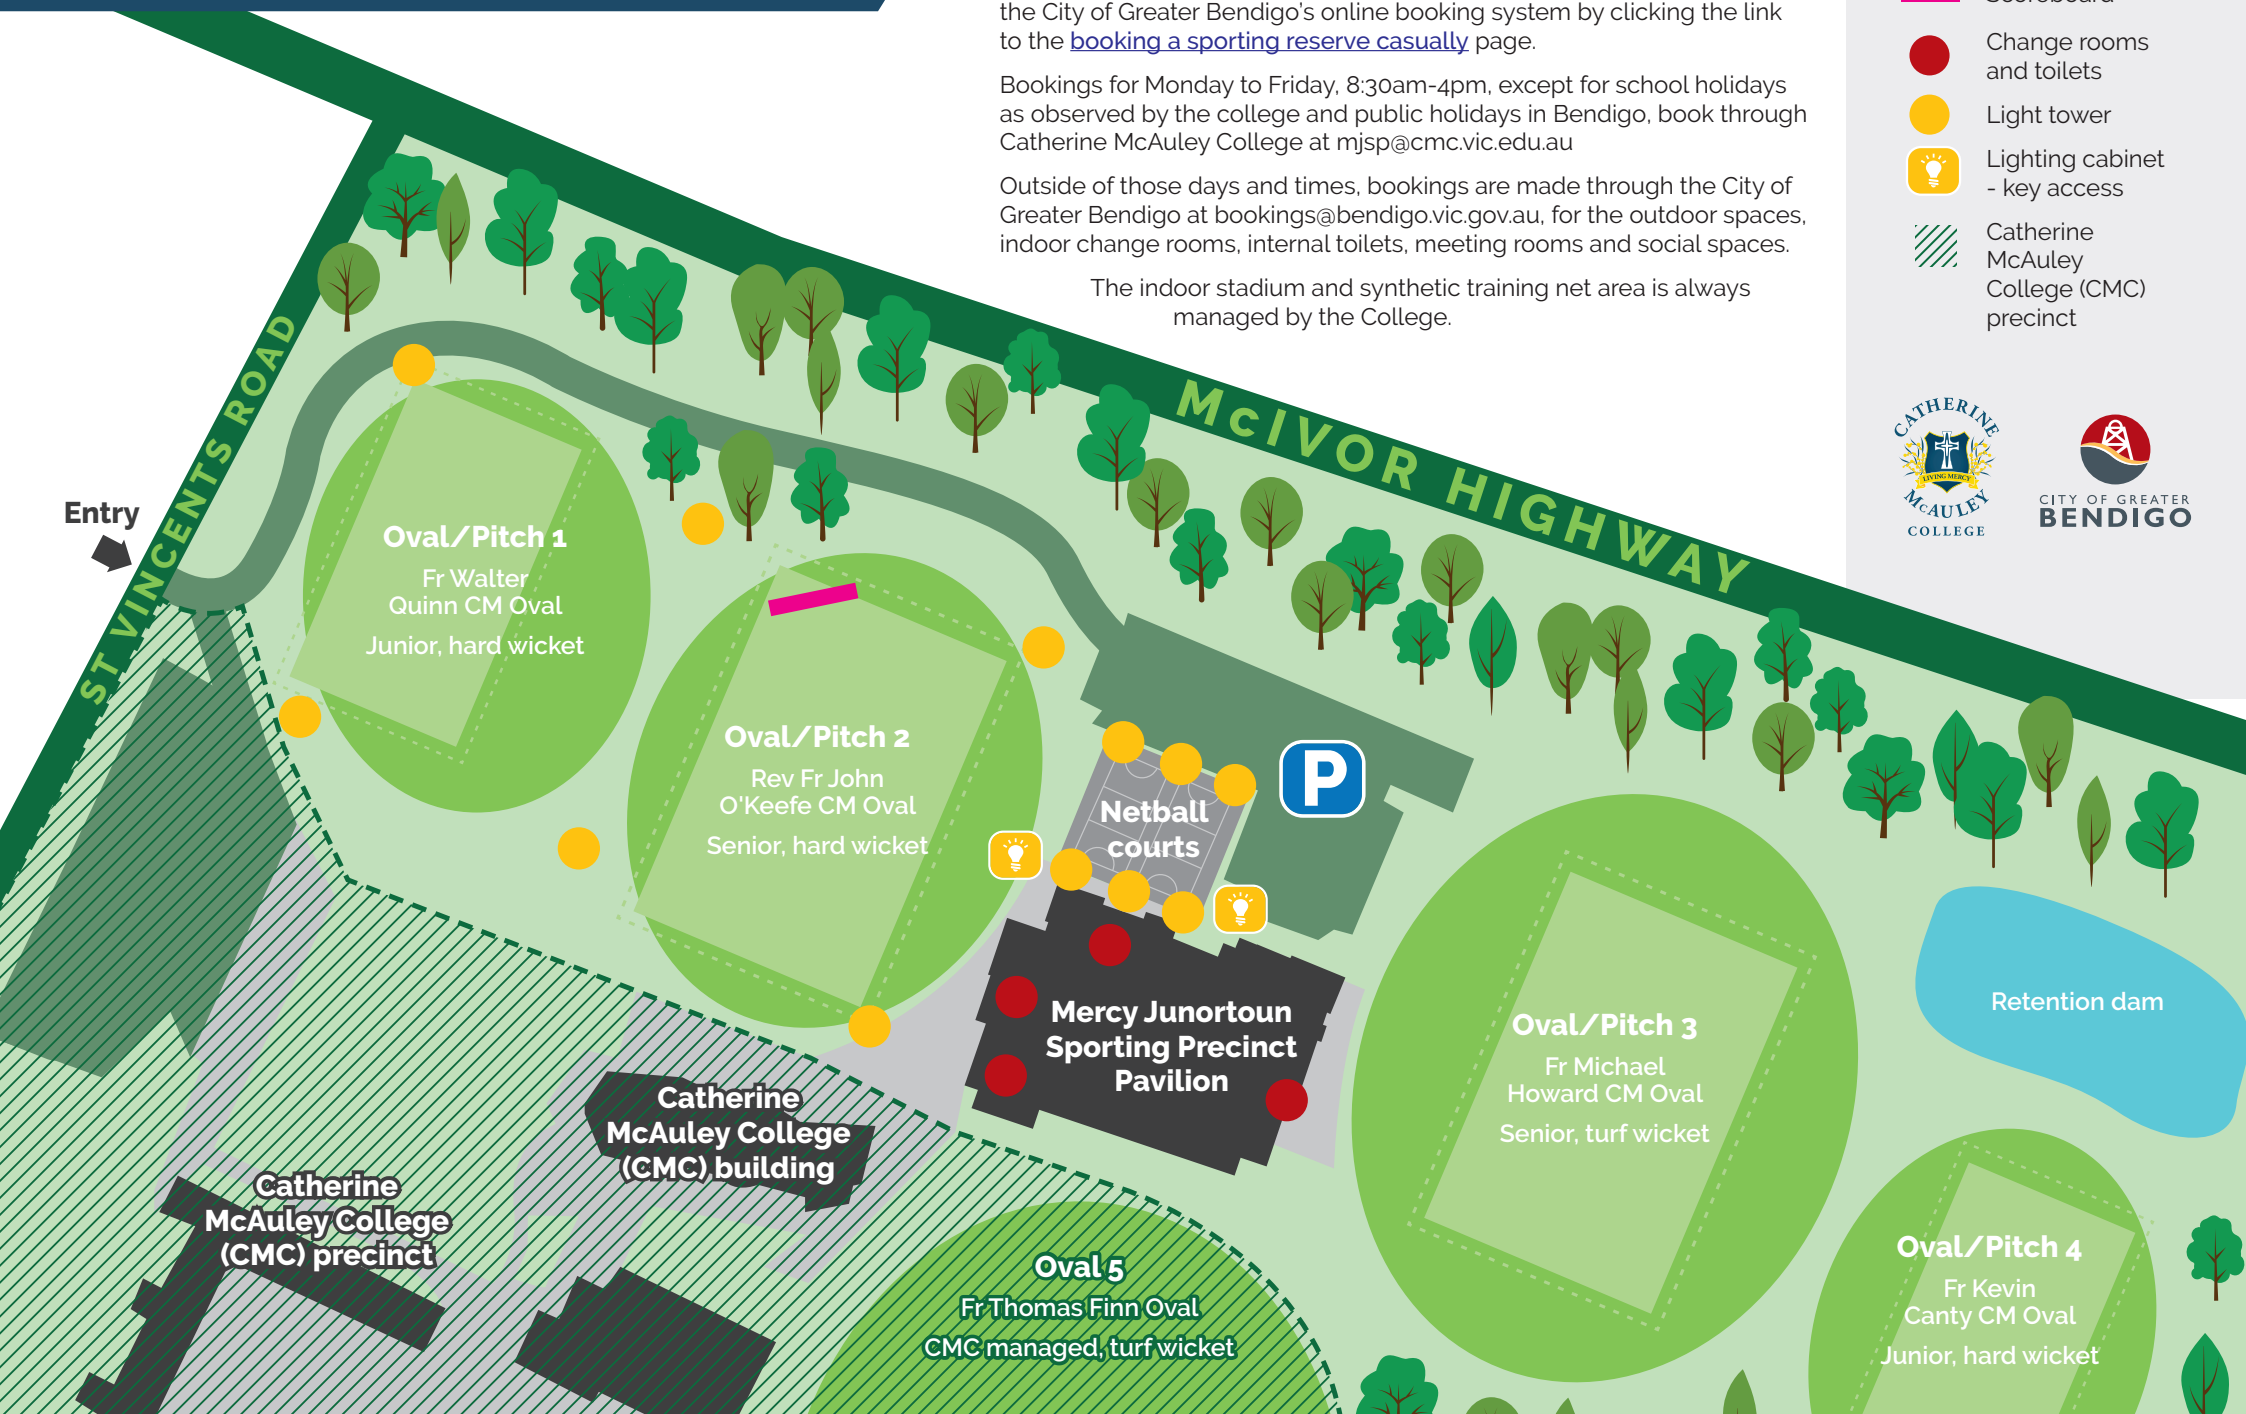 the City of Greater Bendigo's online booking system by clicking the link
to the booking a sporting reserve casually page.
Bookings for Monday to Friday, 8:30am-4pm, except for school holidays
as observed by the college and public holidays in Bendigo, book through
Catherine McAuley College at mjsp@cmc.vic.edu.au
Outside of those days and times, bookings are made through the City of
Greater Bendigo at bookings@bendigo.vic.gov.au, for the outdoor spaces,
indoor change rooms, internal toilets, meeting rooms and social spaces.
The indoor stadium and synthetic training net area is always
managed by the College.
Scoreboard
Change rooms
and toilets
Light tower
Lighting cabinet
- key access
Catherine
McAuley
College (CMC)
precinct
CATHERINE
LIVING MERCY
McAULEY
COLLEGE
CITY OF GREATER
BENDIGO
McIVOR HIGHWAY
ST VINCENTS ROAD
Entry
Oval/Pitch 1
Fr Walter
Quinn CM Oval
Junior, hard wicket
Oval/Pitch 2
Rev Fr John
O'Keefe CM Oval
Senior, hard wicket
Netball
courts
P
Mercy Junortoun
Sporting Precinct
Pavilion
Oval/Pitch 3
Fr Michael
Howard CM Oval
Senior, turf wicket
Retention dam
Oval/Pitch 4
Fr Kevin
Canty CM Oval
Junior, hard wicket
Catherine
McAuley College
(CMC) building
Catherine
McAuley College
(CMC) precinct
Oval 5
Fr Thomas Finn Oval
CMC managed, turf wicket